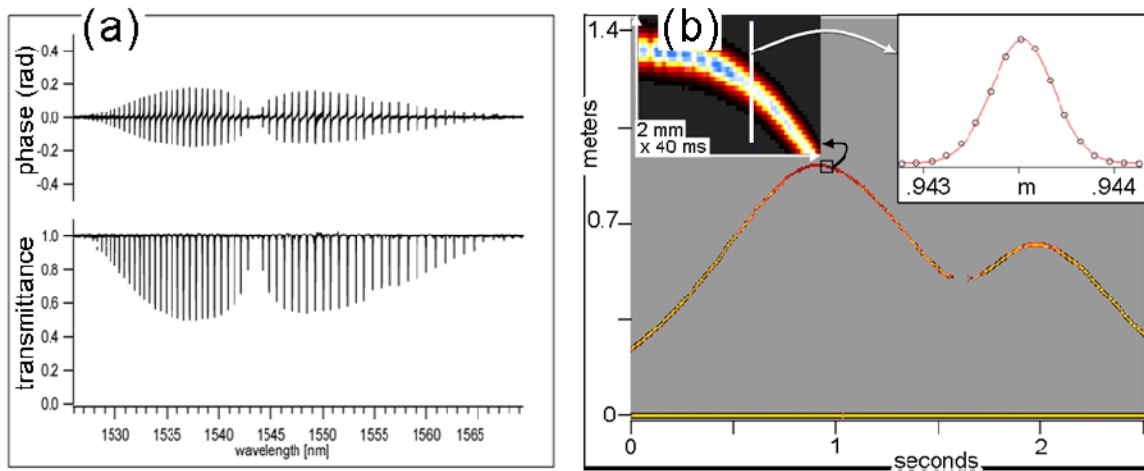 (a)
phase (rad)
0.4
0.2
0.0
-0.2
-0.4
transmittance
1.0
0.8
0.6
0.4
0.2
0.0
1530 1535 1540 1545 1550 1555 1560 1565
wavelength [nm]
(b)
meters
1.4
0.7
0
2 mm
x 40 ms
.943 m .944
0 1 2
seconds